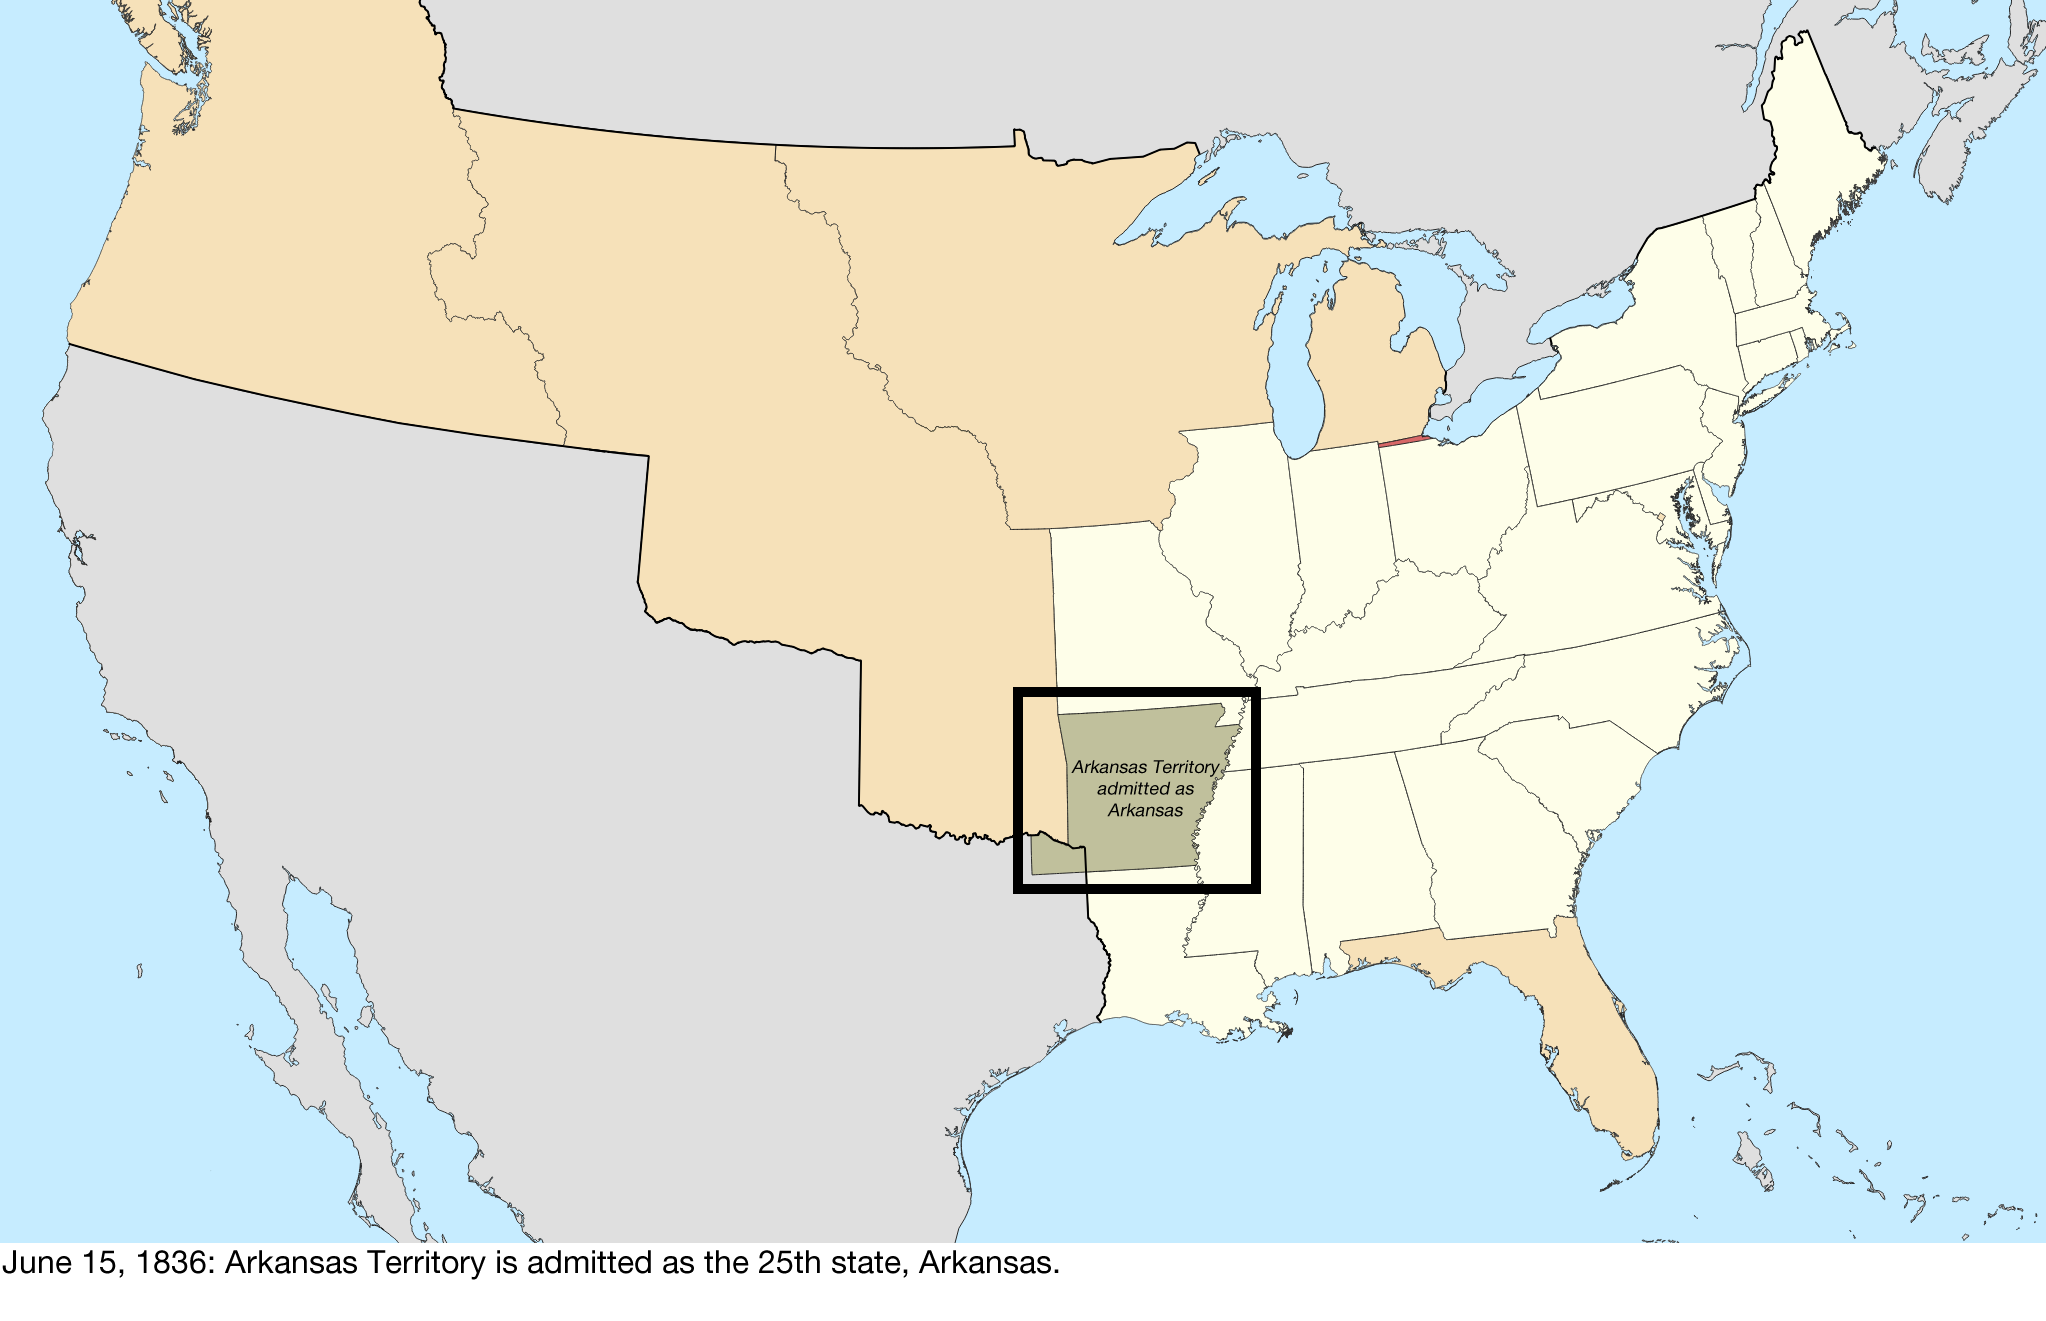 Arkansas Territory
admitted as
Arkansas
June 15, 1836: Arkansas Territory is admitted as the 25th state, Arkansas.